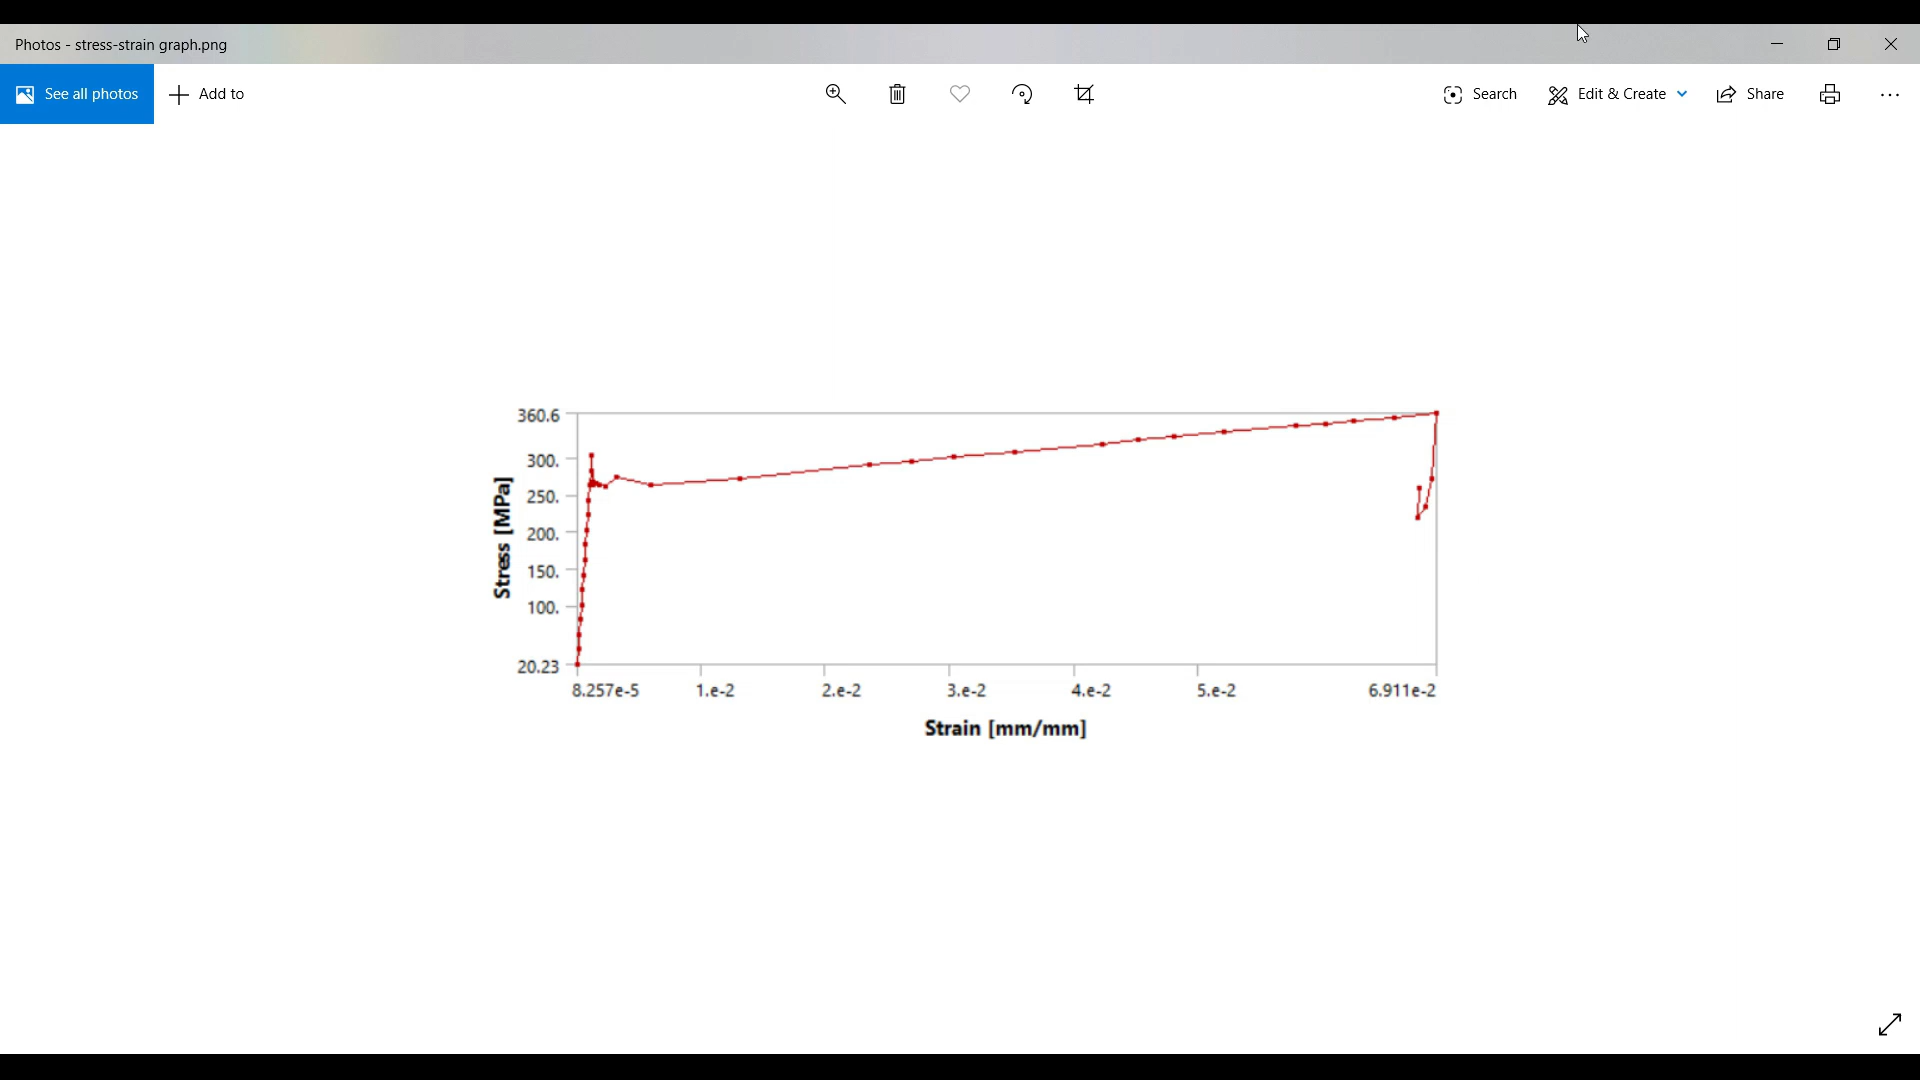 Photos - stress-strain graph.png
See all photos
Add to
Search
Edit & Create
Share
360.6
300.
250.
200.
150.
100.
20.23
Stress [MPa]
8.257e-5 1.e-2 2.e-2 3.e-2 4.e-2 5.e-2 6.911e-2
Strain [mm/mm]